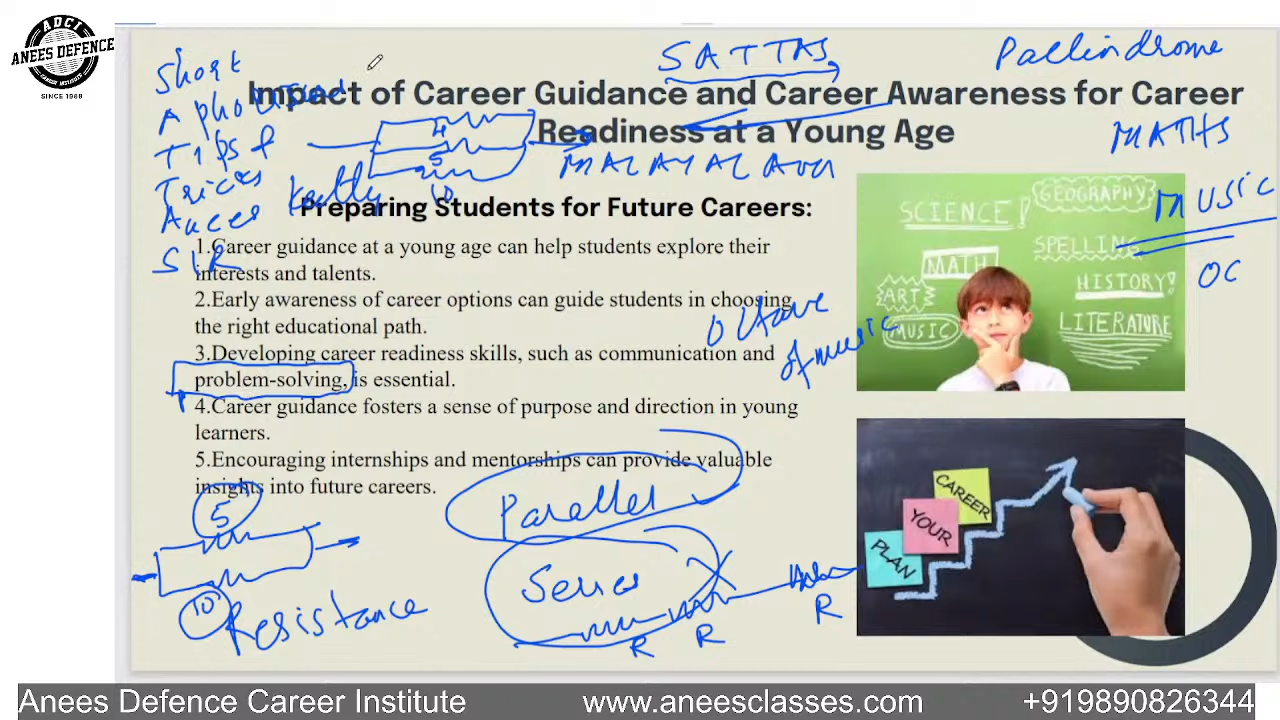 ADCI
ANEES DEFENCE
CAREER INSTITUTE
SINCE 1988
Short
Tips &
Tricks
SIR
SATTAS
Pallindrome
Impact of Career Guidance and Career Awareness for Career
Readiness at a Young Age
MATHS
MALAYALAM
4
5
10
MUSIC
OC
Preparing Students for Future Careers:
1.Career guidance at a young age can help students explore their
interests and talents.
2.Early awareness of career options can guide students in choosing
the right educational path.
3.Developing career readiness skills, such as communication and
problem-solving, is essential.
4.Career guidance fosters a sense of purpose and direction in young
learners.
5.Encouraging internships and mentorships can provide valuable
insights into future careers.
Octave
of music
SCIENCE!
GEOGRAPHY
SPELLING
MATH
HISTORY!
ART
MUSIC
LITERATURE
CAREER
YOUR
PLAN
5
10
Resistance
Parallel
Series
R
R
R
Anees Defence Career Institute
www.aneesclasses.com
+919890826344